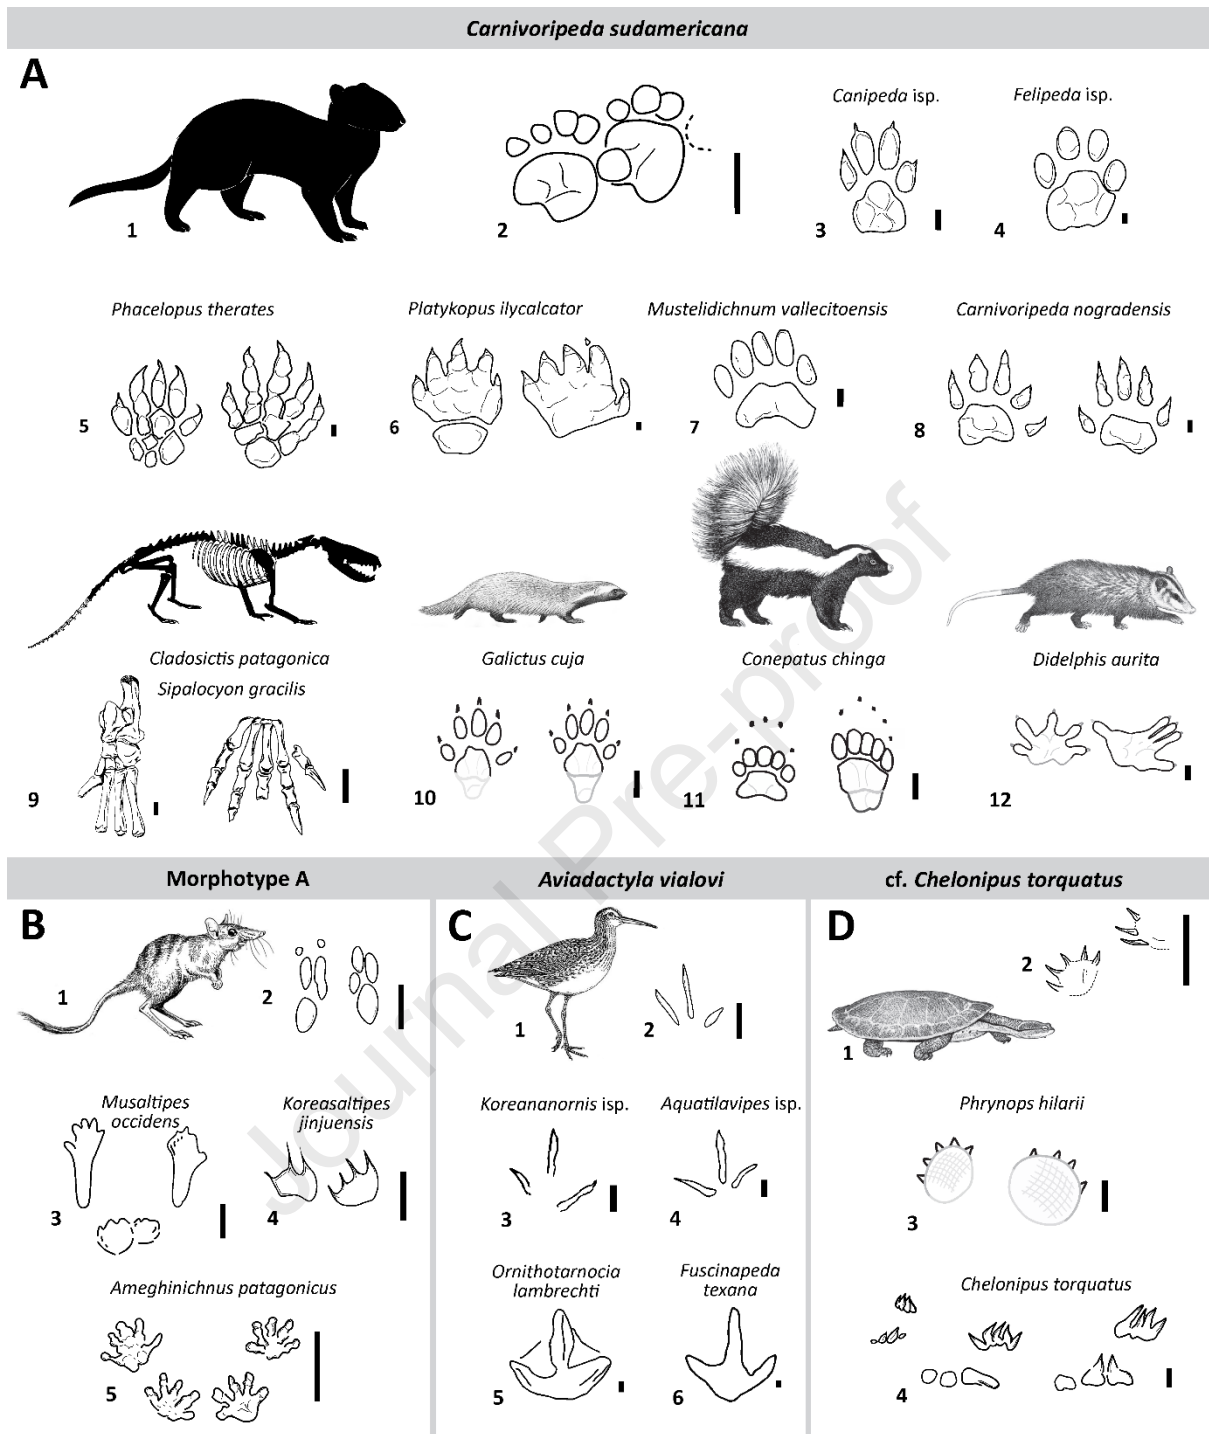 Carnivoripeda sudamericana
A
Canipeda isp.
Felipeda isp.
1
2
3
4
Phacelopus therates
Platykopus ilycalcator
Mustelidichnum vallecitoensis
Carnivoripeda nogradensis
5
6
7
8
Cladosictis patagonica
Sipalocyon gracilis
Galictus cuja
Conepatus chinga
Didelphis aurita
9
10
11
12
Journal Pre-proof
Morphotype A
B
1
2
Musaltipes
occidens
Koreasaltipes
jinjuensis
3
4
Ameghinichnus patagonicus
5
Aviadactyla vialovi
C
1
2
Koreananornis isp.
Aquatilavipes isp.
3
4
Ornithotarnocia
lambrechti
Fuscinapeda
texana
5
6
cf. Chelonipus torquatus
D
2
1
Phrynops hilarii
3
Chelonipus torquatus
4